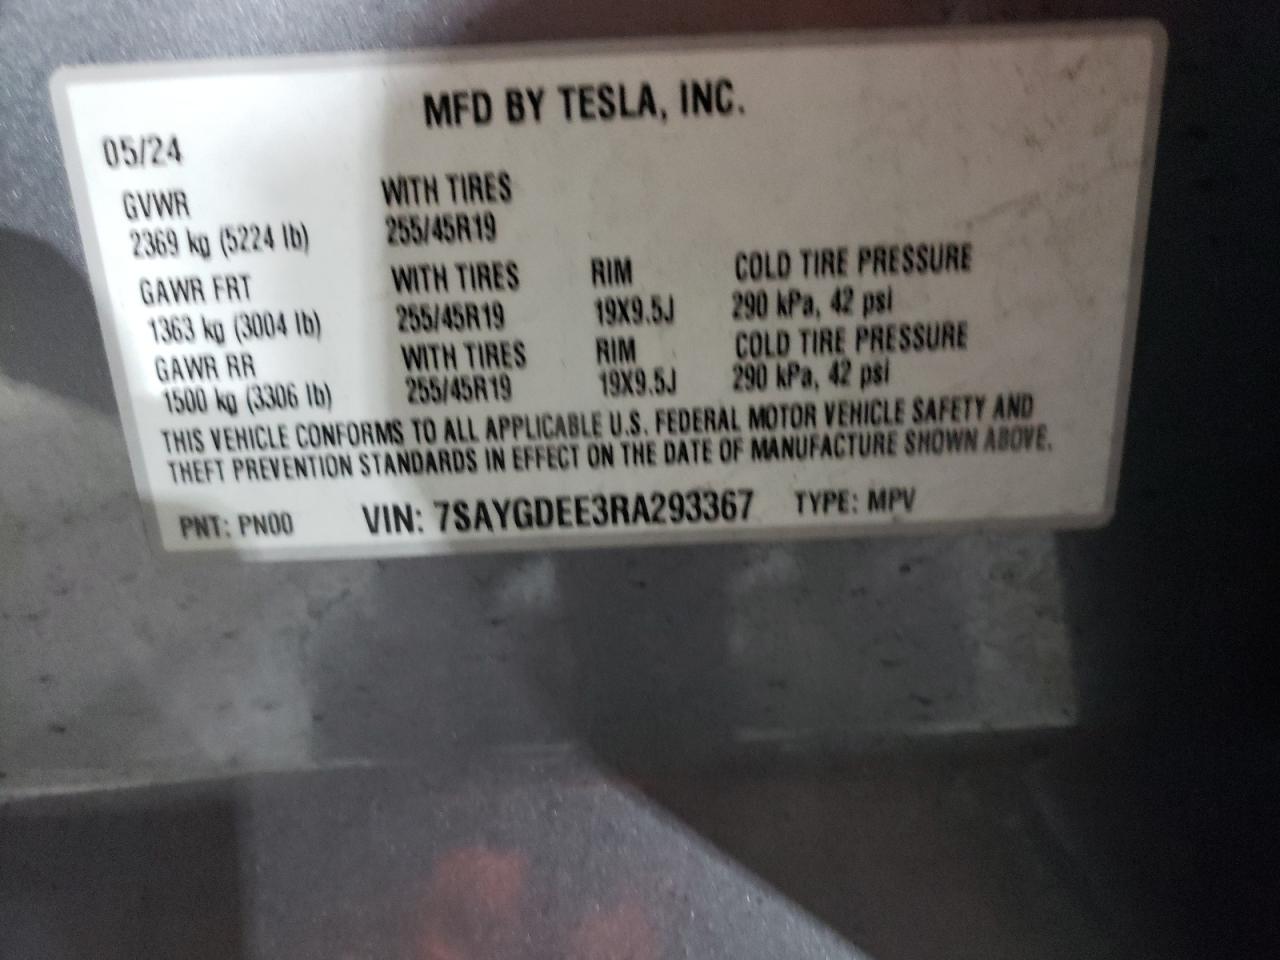 MFD BY TESLA, INC.
05/24
GVWR WITH TIRES
2369 kg (5224 lb) 255/45R19
GAWR FRT WITH TIRES RIM COLD TIRE PRESSURE
1363 kg (3004 lb) 255/45R19 19X9.5J 290 kPa, 42 psi
GAWR RR WITH TIRES RIM COLD TIRE PRESSURE
1500 kg (3306 lb) 255/45R19 19X9.5J 290 kPa, 42 psi
THIS VEHICLE CONFORMS TO ALL APPLICABLE U.S. FEDERAL MOTOR VEHICLE SAFETY AND
THEFT PREVENTION STANDARDS IN EFFECT ON THE DATE OF MANUFACTURE SHOWN ABOVE.
PNT: PN00 VIN: 7SAYGDEE3RA293367 TYPE: MPV